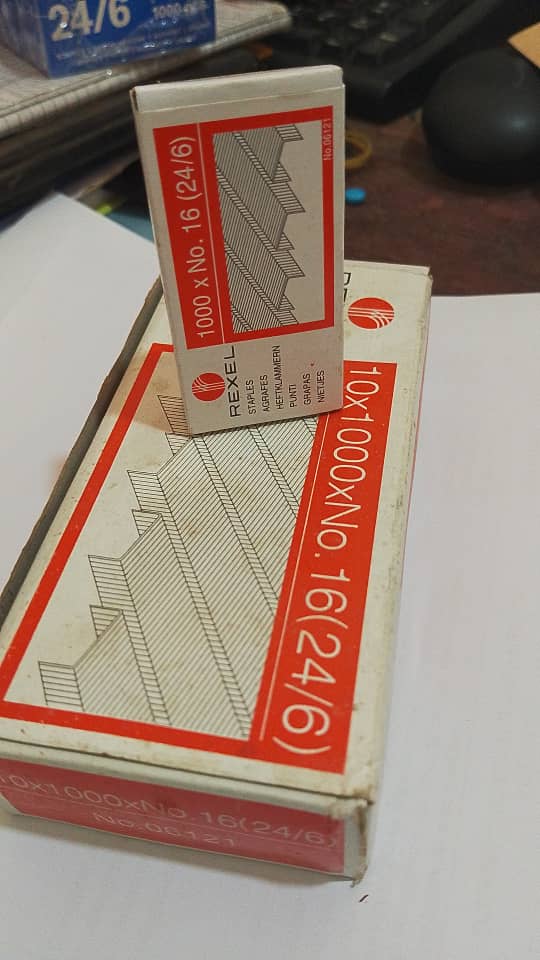 24/6
1000 x No. 16 (24/6)
No.06121
REXEL
STAPLES
AGRAFES
HEFTKLAMMERN
PUNTI
GRAPAS
NIETJES
10x1000xNo.16(24/6)
10x1000xNo.16(24/6)
No.06121